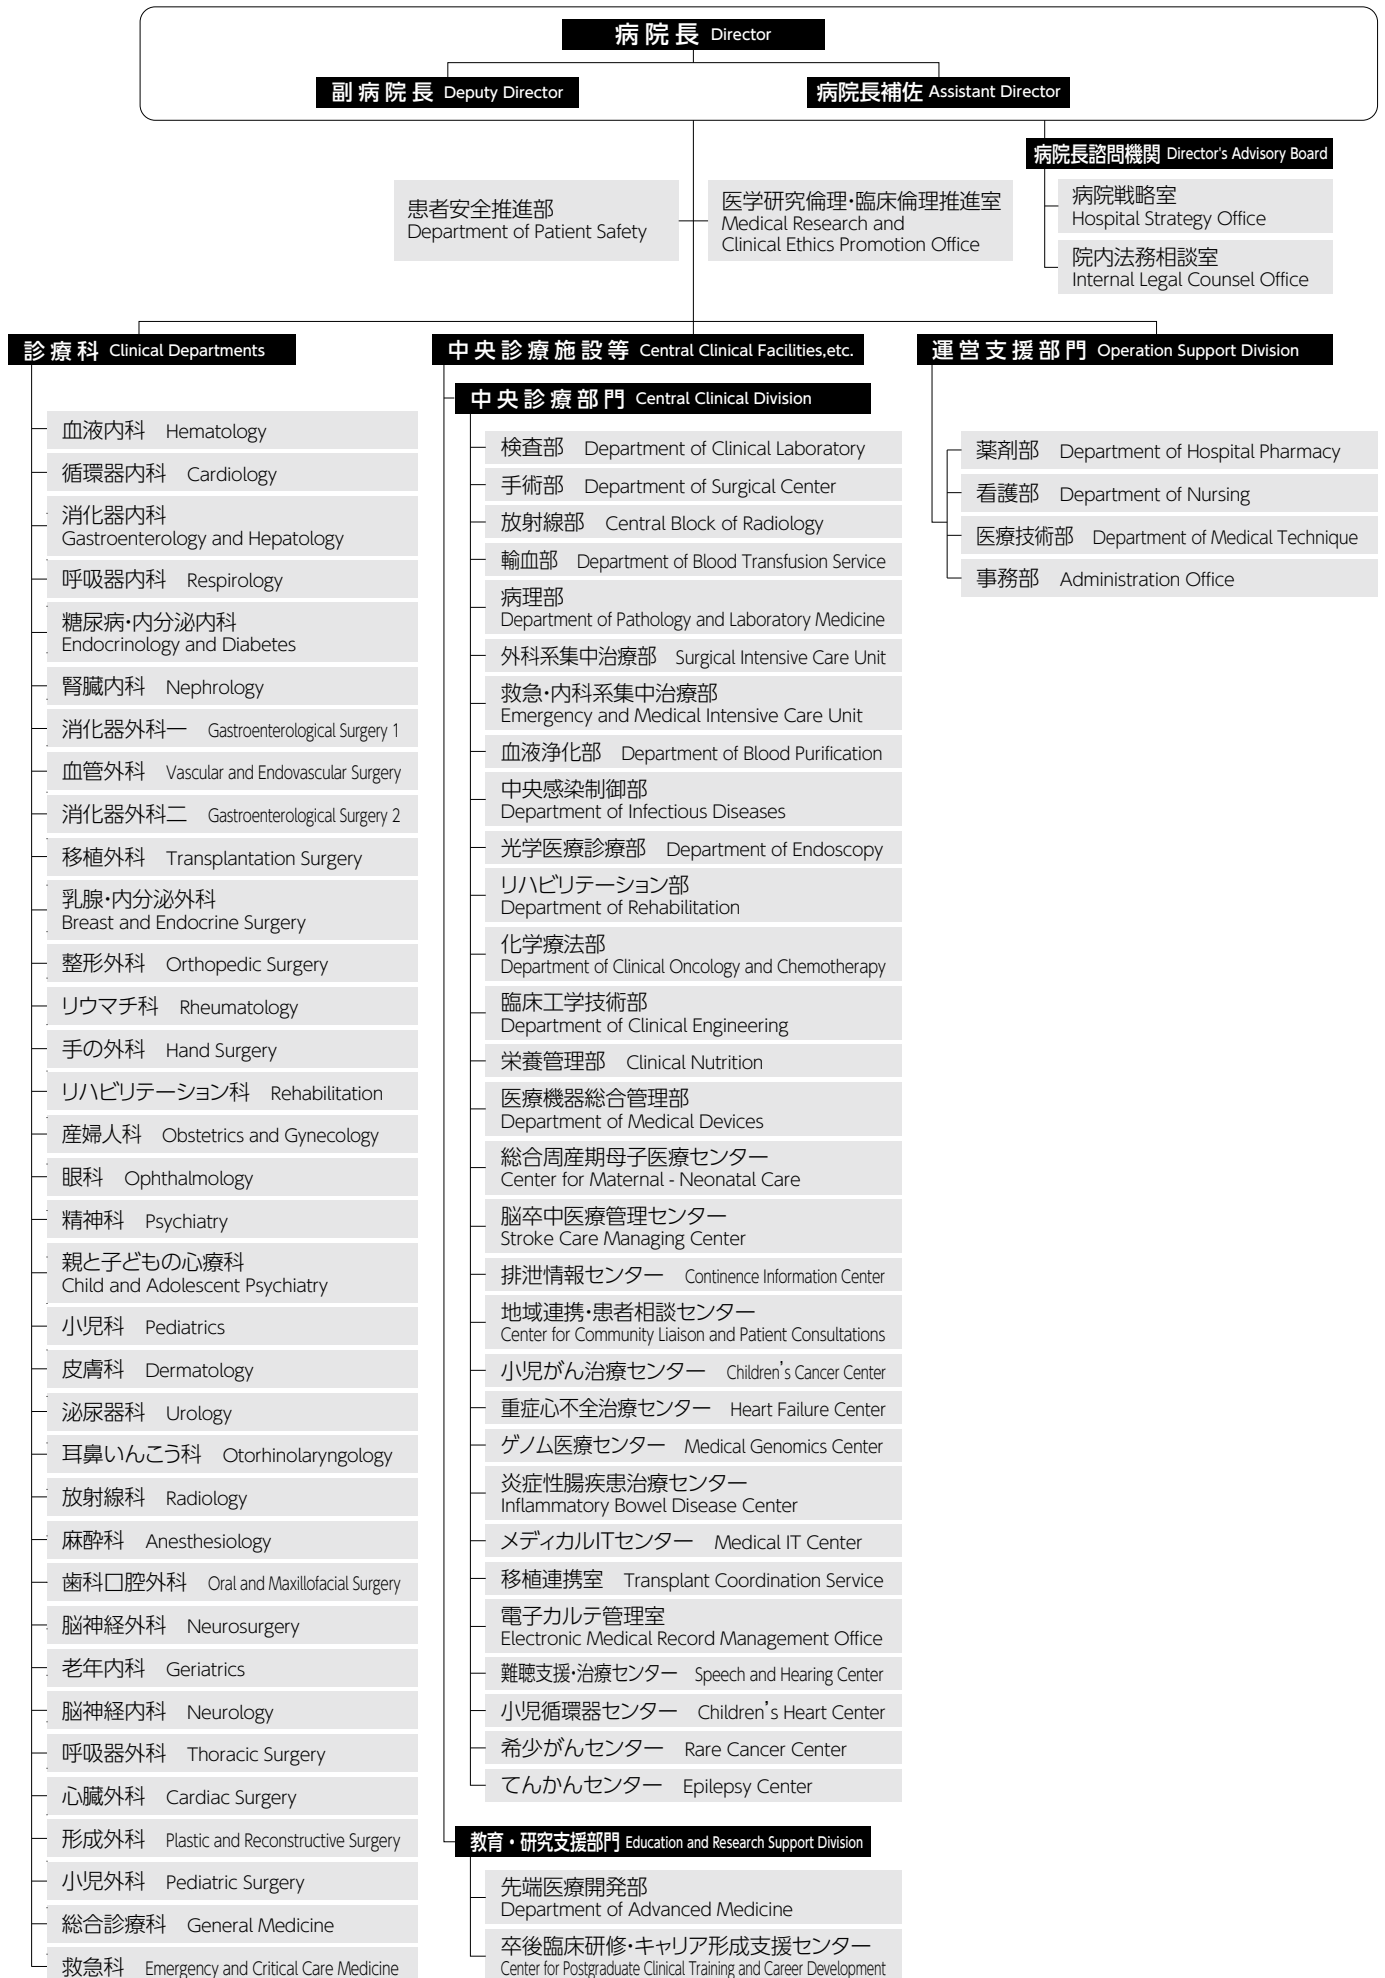 病院長 Director
副病院長 Deputy Director
病院長補佐 Assistant Director
病院長諮問機関 Director's Advisory Board
病院戦略室
Hospital Strategy Office
院内法務相談室
Internal Legal Counsel Office
患者安全推進部
Department of Patient Safety
医学研究倫理・臨床倫理推進室
Medical Research and
Clinical Ethics Promotion Office
診療科 Clinical Departments
血液内科 Hematology
循環器内科 Cardiology
消化器内科
Gastroenterology and Hepatology
呼吸器内科 Respirology
糖尿病・内分泌内科
Endocrinology and Diabetes
腎臓内科 Nephrology
消化器外科一 Gastroenterological Surgery 1
血管外科 Vascular and Endovascular Surgery
消化器外科二 Gastroenterological Surgery 2
移植外科 Transplantation Surgery
乳腺・内分泌外科
Breast and Endocrine Surgery
整形外科 Orthopedic Surgery
リウマチ科 Rheumatology
手の外科 Hand Surgery
リハビリテーション科 Rehabilitation
産婦人科 Obstetrics and Gynecology
眼科 Ophthalmology
精神科 Psychiatry
親と子どもの心療科
Child and Adolescent Psychiatry
小児科 Pediatrics
皮膚科 Dermatology
泌尿器科 Urology
耳鼻いんこう科 Otorhinolaryngology
放射線科 Radiology
麻酔科 Anesthesiology
歯科口腔外科 Oral and Maxillofacial Surgery
脳神経外科 Neurosurgery
老年内科 Geriatrics
脳神経内科 Neurology
呼吸器外科 Thoracic Surgery
心臓外科 Cardiac Surgery
形成外科 Plastic and Reconstructive Surgery
小児外科 Pediatric Surgery
総合診療科 General Medicine
救急科 Emergency and Critical Care Medicine
中央診療施設等 Central Clinical Facilities,etc.
中央診療部門 Central Clinical Division
検査部 Department of Clinical Laboratory
手術部 Department of Surgical Center
放射線部 Central Block of Radiology
輸血部 Department of Blood Transfusion Service
病理部
Department of Pathology and Laboratory Medicine
外科系集中治療部 Surgical Intensive Care Unit
救急・内科系集中治療部
Emergency and Medical Intensive Care Unit
血液浄化部 Department of Blood Purification
中央感染制御部
Department of Infectious Diseases
光学医療診療部 Department of Endoscopy
リハビリテーション部
Department of Rehabilitation
化学療法部
Department of Clinical Oncology and Chemotherapy
臨床工学技術部
Department of Clinical Engineering
栄養管理部 Clinical Nutrition
医療機器総合管理部
Department of Medical Devices
総合周産期母子医療センター
Center for Maternal - Neonatal Care
脳卒中医療管理センター
Stroke Care Managing Center
排泄情報センター Continence Information Center
地域連携・患者相談センター
Center for Community Liaison and Patient Consultations
小児がん治療センター Children's Cancer Center
重症心不全治療センター Heart Failure Center
ゲノム医療センター Medical Genomics Center
炎症性腸疾患治療センター
Inflammatory Bowel Disease Center
メディカルITセンター Medical IT Center
移植連携室 Transplant Coordination Service
電子カルテ管理室
Electronic Medical Record Management Office
難聴支援・治療センター Speech and Hearing Center
小児循環器センター Children's Heart Center
希少がんセンター Rare Cancer Center
てんかんセンター Epilepsy Center
教育・研究支援部門 Education and Research Support Division
先端医療開発部
Department of Advanced Medicine
卒後臨床研修・キャリア形成支援センター
Center for Postgraduate Clinical Training and Career Development
運営支援部門 Operation Support Division
薬剤部 Department of Hospital Pharmacy
看護部 Department of Nursing
医療技術部 Department of Medical Technique
事務部 Administration Office